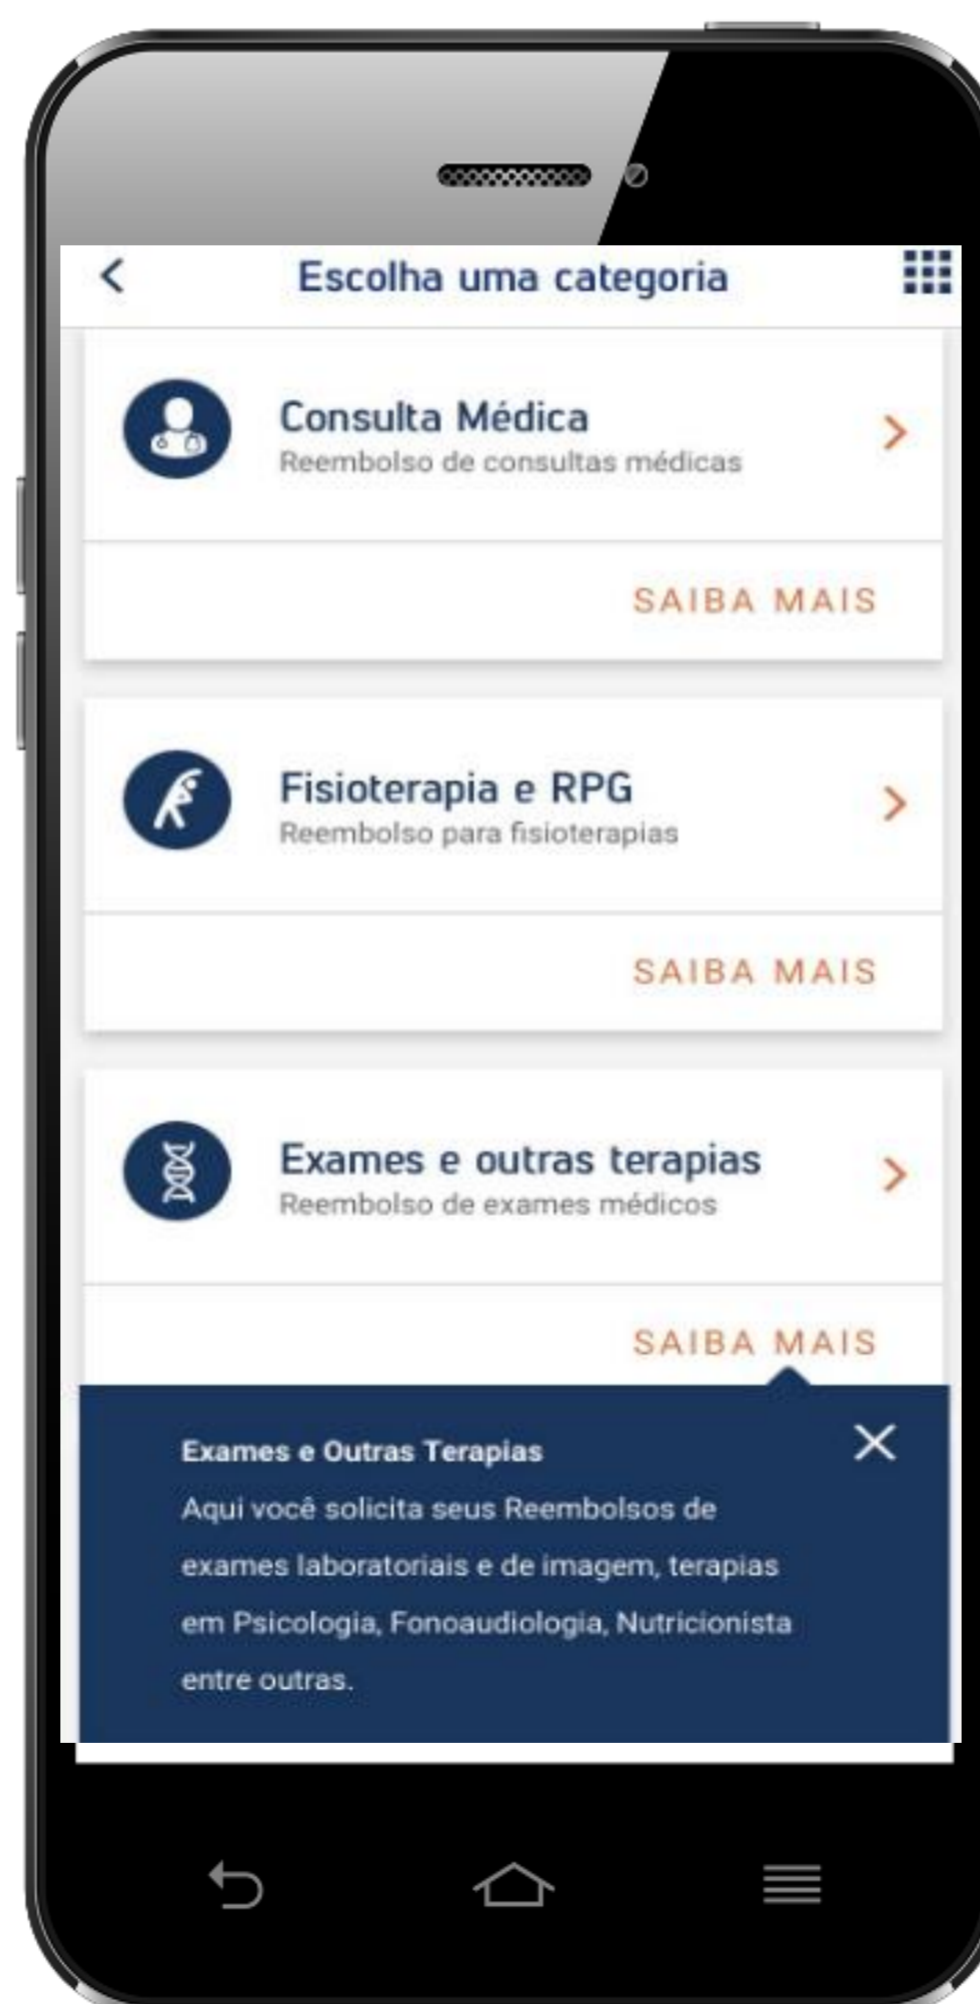 Escolha uma categoria
Consulta Médica
Reembolso de consultas médicas
SAIBA MAIS
Fisioterapia e RPG
Reembolso para fisioterapias
SAIBA MAIS
Exames e outras terapias
Reembolso de exames médicos
SAIBA MAIS
Exames e Outras Terapias
Aqui você solicita seus Reembolsos de
exames laboratoriais e de imagem, terapias
em Psicologia, Fonoaudiologia, Nutricionista
entre outras.